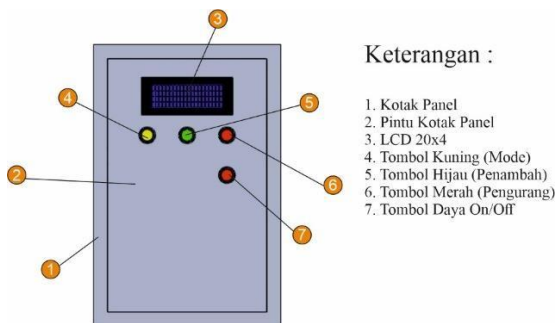 3
4
5
2
6
7
1
Keterangan :
1. Kotak Panel
2. Pintu Kotak Panel
3. LCD 20x4
4. Tombol Kuning (Mode)
5. Tombol Hijau (Penambah)
6. Tombol Merah (Pengurang)
7. Tombol Daya On/Off